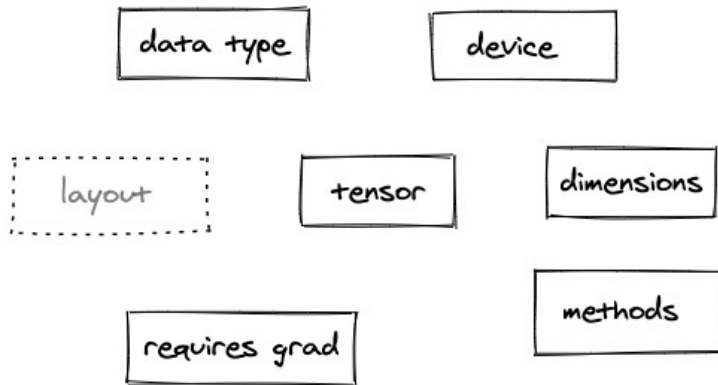 data type
device
layout
tensor
dimensions
methods
requires grad